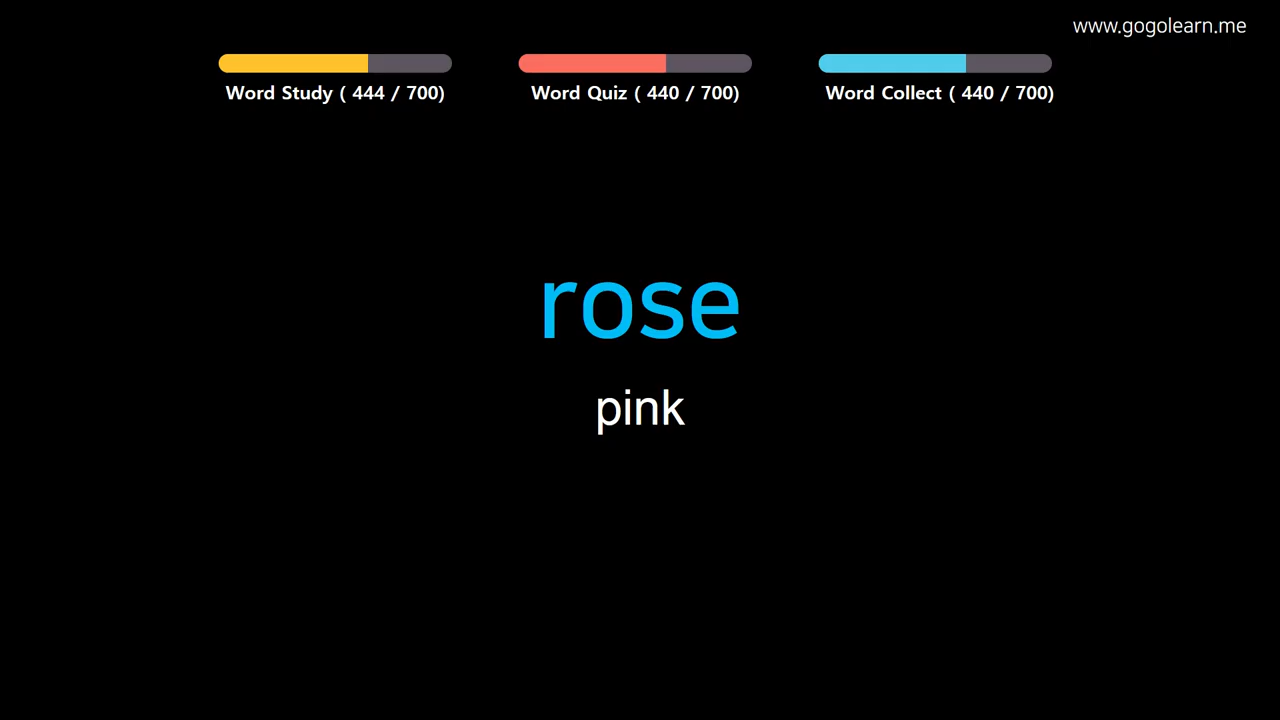 www.gogolearn.me
Word Study ( 444 / 700)
Word Quiz ( 440 / 700)
Word Collect ( 440 / 700)
rose
pink